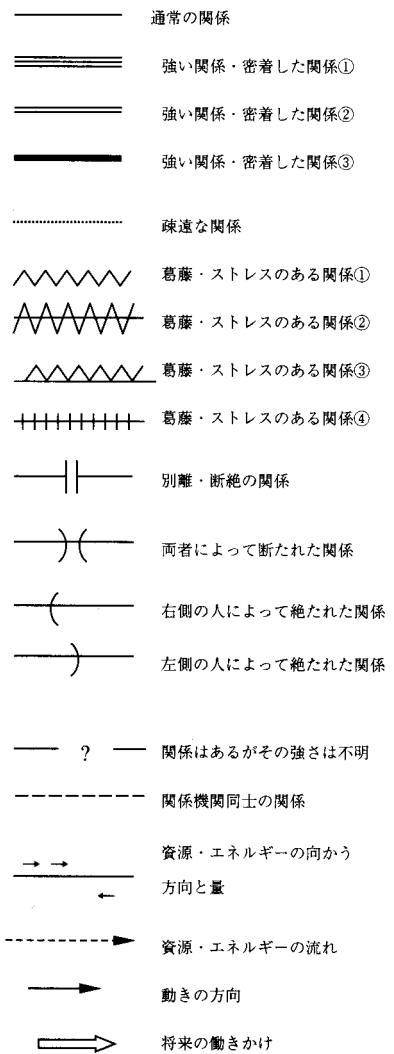 通常の関係
強い関係・密着した関係①
強い関係・密着した関係②
強い関係・密着した関係③
疎遠な関係
葛藤・ストレスのある関係①
葛藤・ストレスのある関係②
葛藤・ストレスのある関係③
葛藤・ストレスのある関係④
別離・断絶の関係
両者によって断たれた関係
右側の人によって絶たれた関係
左側の人によって絶たれた関係
? 関係はあるがその強さは不明
関係機関同士の関係
資源・エネルギーの向かう
方向と量
資源・エネルギーの流れ
動きの方向
将来の働きかけ